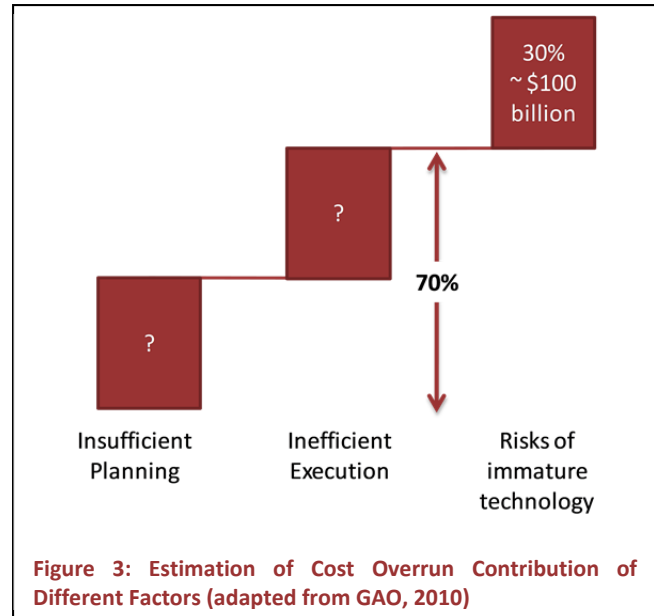 30%
~ $100
billion
?
70%
?
Insufficient
Planning
Inefficient
Execution
Risks of
immature
technology
Figure 3: Estimation of Cost Overrun Contribution of
Different Factors (adapted from GAO, 2010)